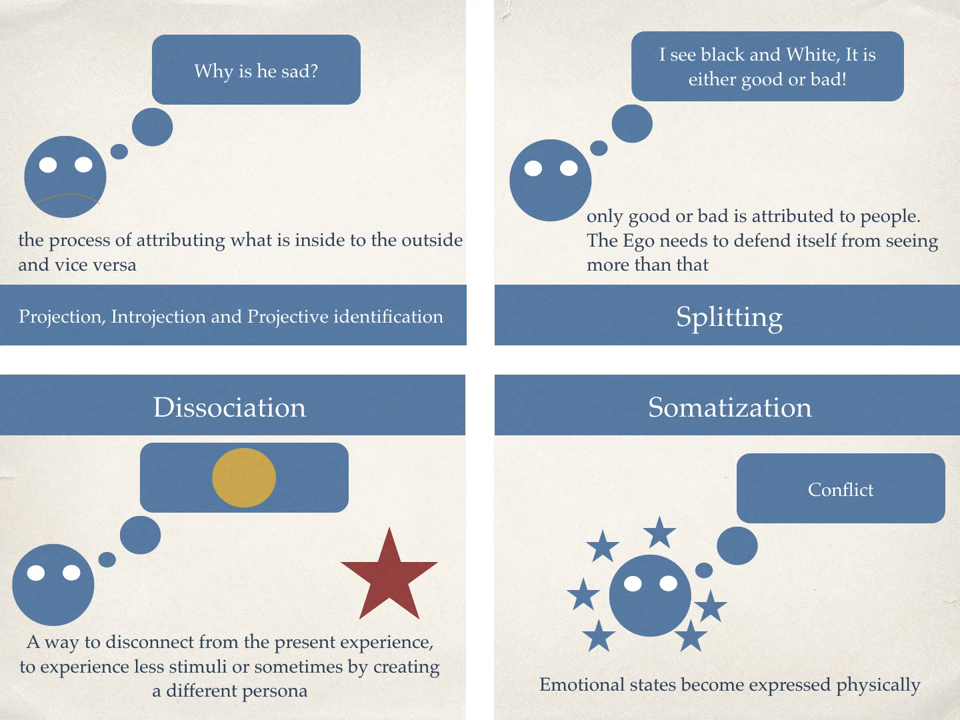 Why is he sad?
the process of attributing what is inside to the outside
and vice versa
Projection, Introjection and Projective identification
I see black and White, It is
either good or bad!
only good or bad is attributed to people.
The Ego needs to defend itself from seeing
more than that
Splitting
Dissociation
A way to disconnect from the present experience,
to experience less stimuli or sometimes by creating
a different persona
Somatization
Conflict
Emotional states become expressed physically